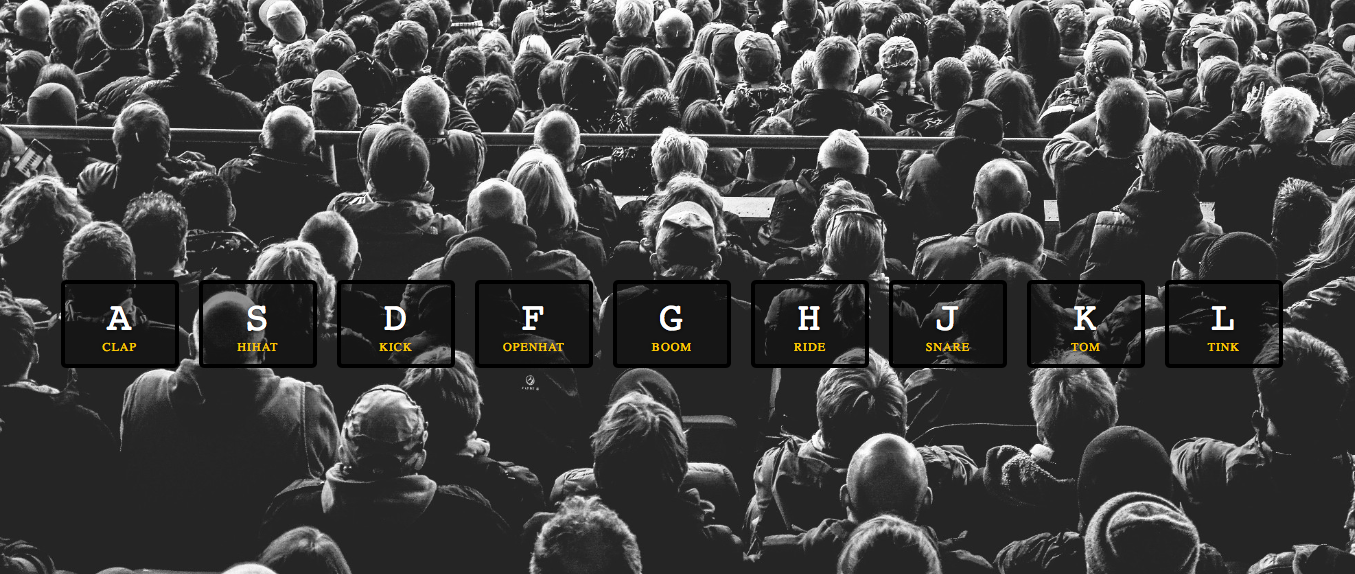 A S D F G H J K L
CLAP HIHAT KICK OPENHAT BOOM RIDE SNARE TOM TINK